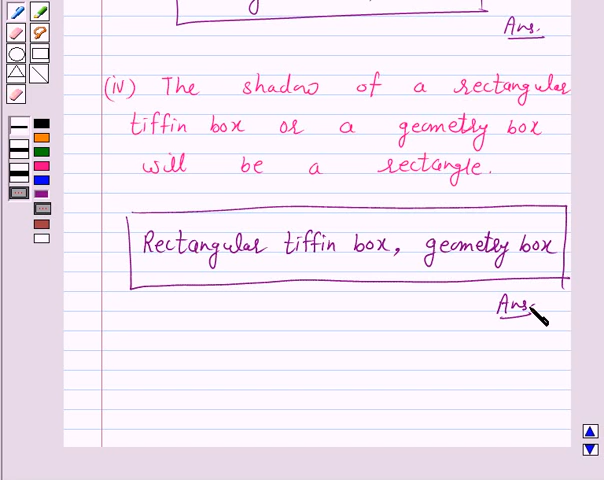 Ans.
(iv) The shadow of a rectangular
tiffin box or a geometry box
will be a rectangle.
Rectangular tiffin box, geometry box
Ans.